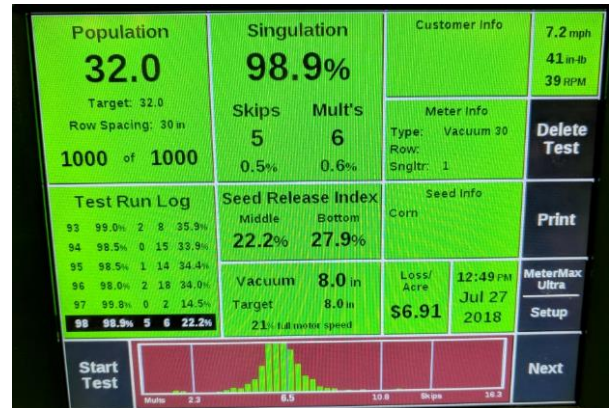 Population
32.0
Target: 32.0
Row Spacing: 30 in
1000 of 1000
Singulation
98.9%
Skips Mult's
5 6
0.5% 0.6%
Customer Info
7.2 mph
41 in-lb
39 RPM
Meter Info
Type: Vacuum 30
Row:
Sngltr: 1
Delete
Test
Test Run Log
93 99.0% 2 8 35.9%
94 98.5% 0 15 33.9%
95 98.5% 1 14 34.4%
96 98.0% 2 18 34.0%
97 99.8% 0 2 14.5%
98 98.9% 5 6 22.2%
Seed Release Index
Middle Bottom
22.2% 27.9%
Seed Info
Corn
Print
Vacuum 8.0 in
Target 8.0 in
21% full motor speed
Loss/
Acre
$6.91
12:49 PM
Jul 27
2018
MeterMax
Ultra
Setup
Start
Test
Mults 2.3 6.5 10.6 Skips 16.3
Next